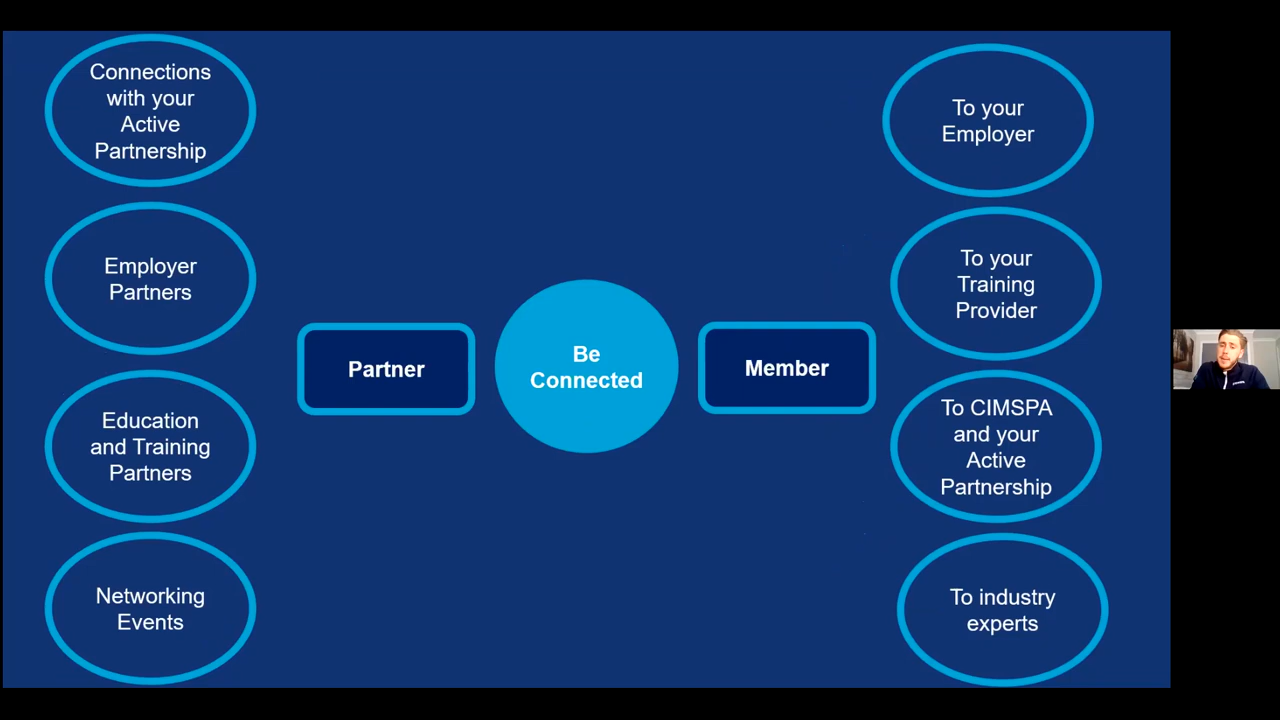 Connections
with your
Active
Partnership
Employer
Partners
Education
and Training
Partners
Networking
Events
Partner
Be
Connected
Member
To your
Employer
To your
Training
Provider
To CIMSPA
and your
Active
Partnership
To industry
experts